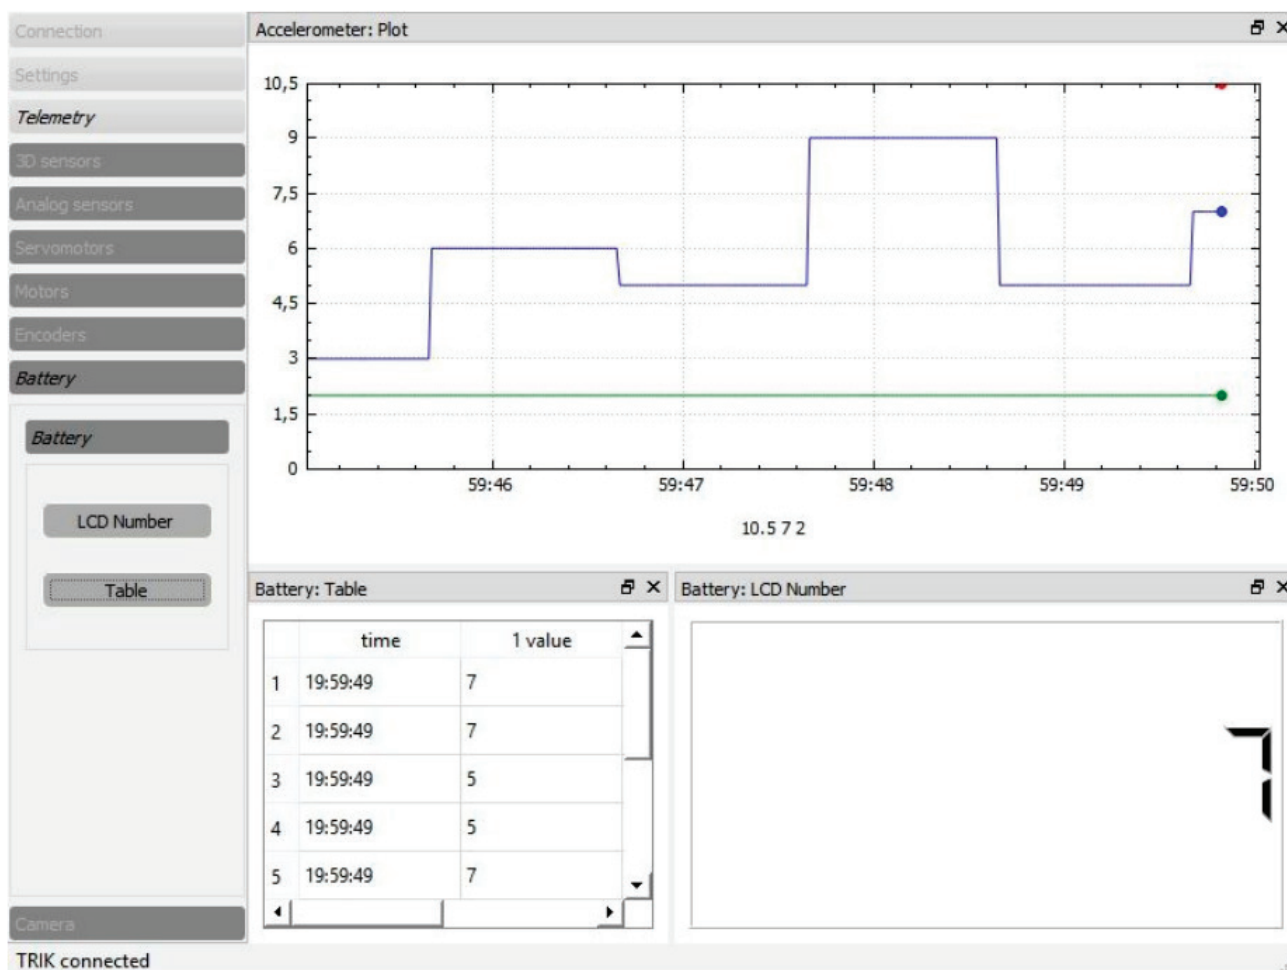 Connection
Settings
Telemetry
3D sensors
Analog sensors
Servomotors
Motors
Encoders
Battery
Battery
LCD Number
Table
Camera
TRIK connected
Accelerometer: Plot
10,5
9
7,5
6
4,5
3
1,5
0
59:46 59:47 59:48 59:49 59:50
10.5 7 2
Battery: Table
time 1 value
1 19:59:49 7
2 19:59:49 7
3 19:59:49 5
4 19:59:49 5
5 19:59:49 7
Battery: LCD Number
7